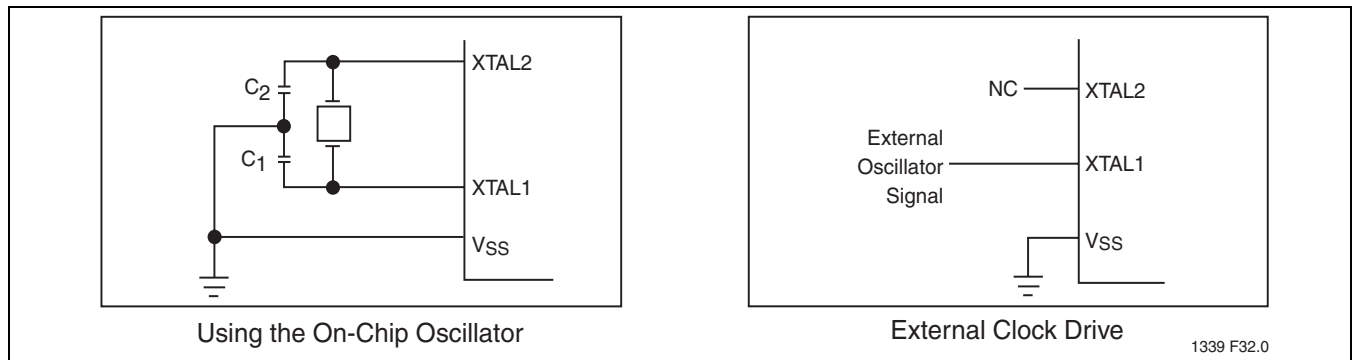 XTAL2
C2
C1
XTAL1
VSS
Using the On-Chip Oscillator
NC
XTAL2
External
Oscillator
Signal
XTAL1
VSS
External Clock Drive
1339 F32.0